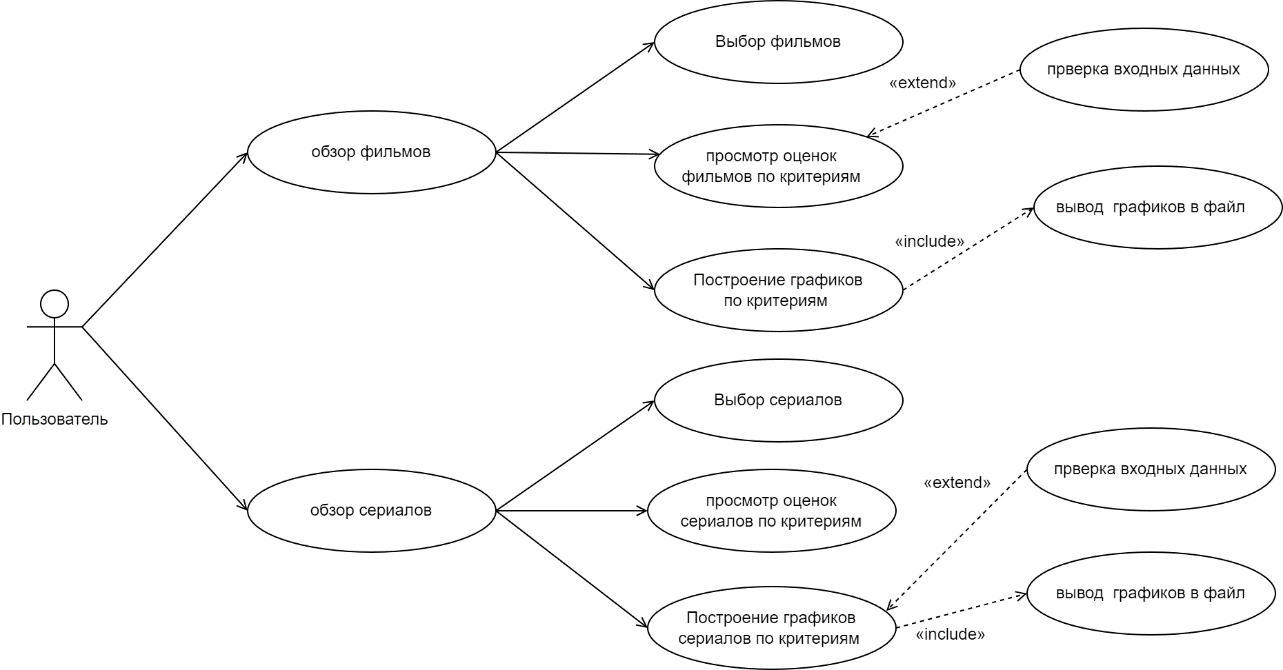 Выбор фильмов
прверка входных данных
«extend»
обзор фильмов
просмотр оценок
фильмов по критериям
вывод  графиков в файл
«include»
Построение графиков
по критериям
Пользователь
Выбор сериалов
прверка входных данных
«extend»
обзор сериалов
просмотр оценок
сериалов по критериям
вывод  графиков в файл
Построение графиков
сериалов по критериям
«include»